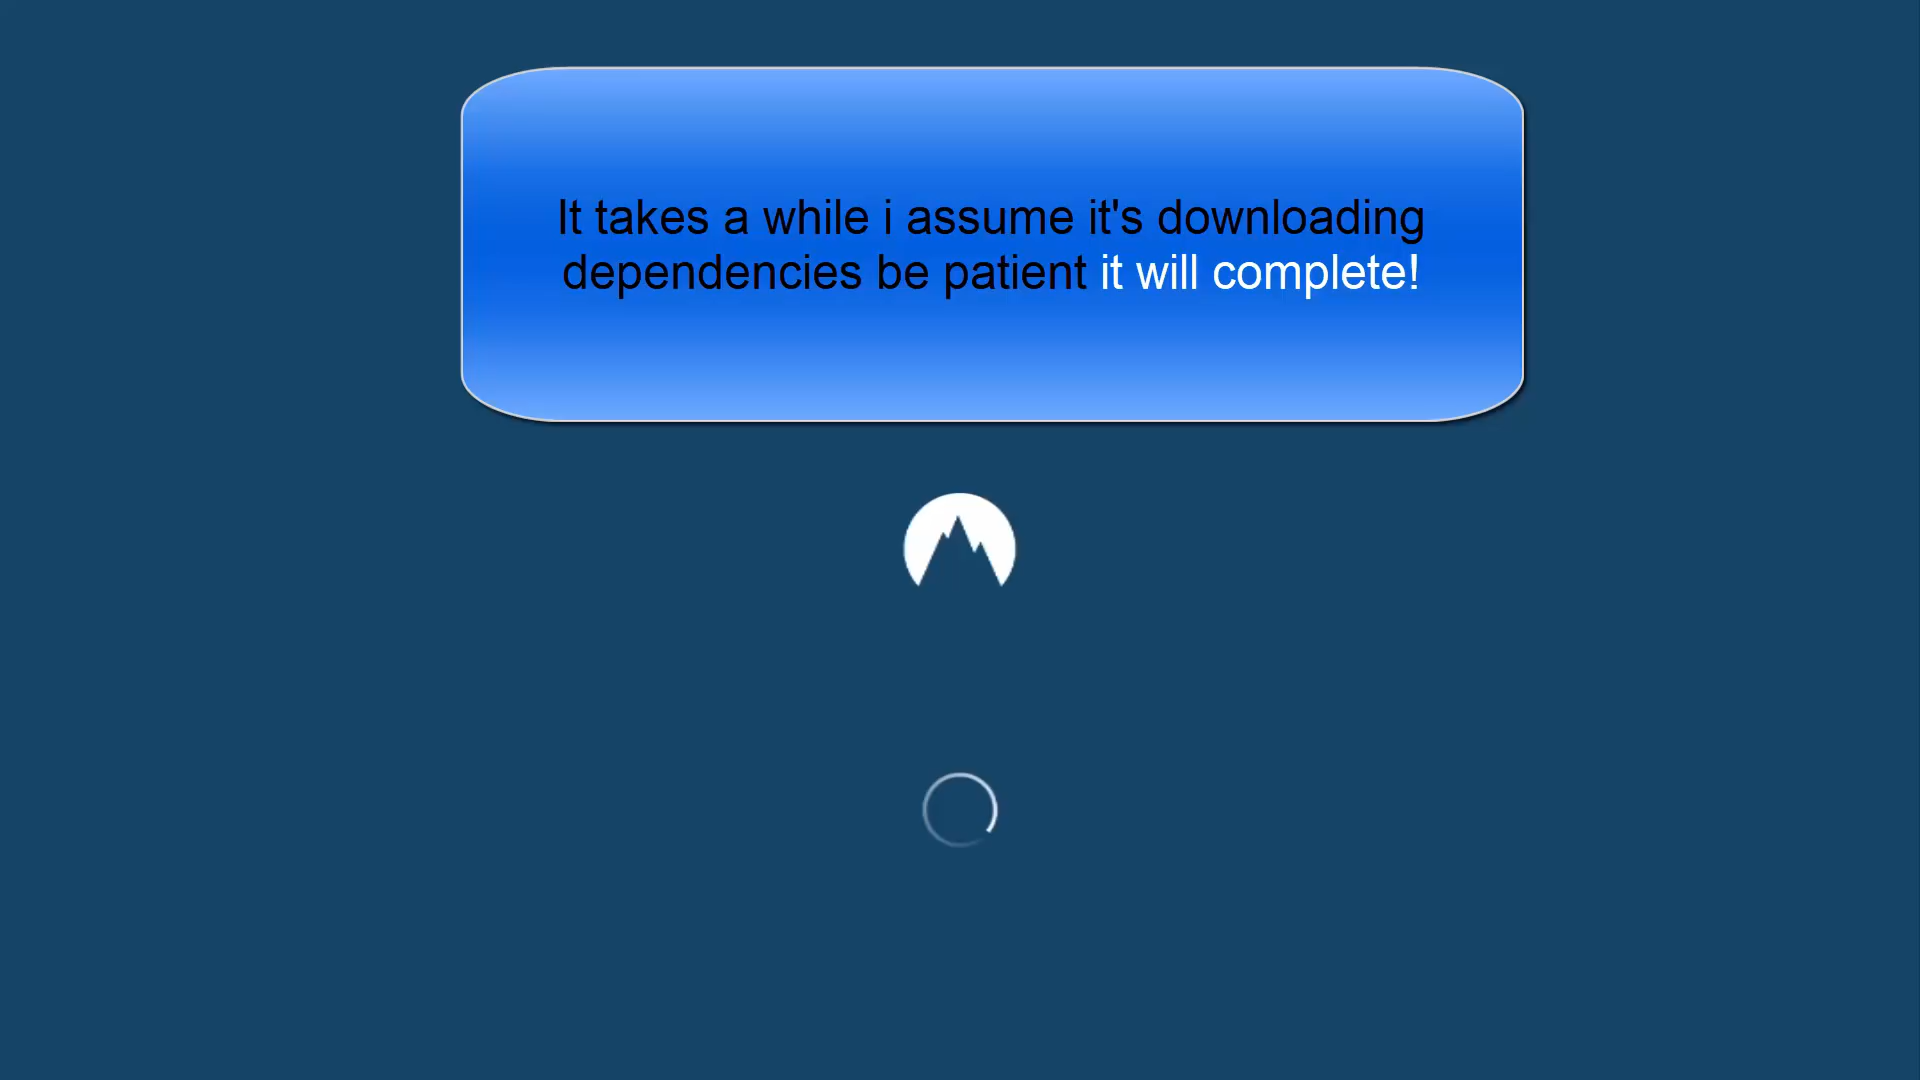 It takes a while i assume it's downloading
dependencies be patient it will complete!